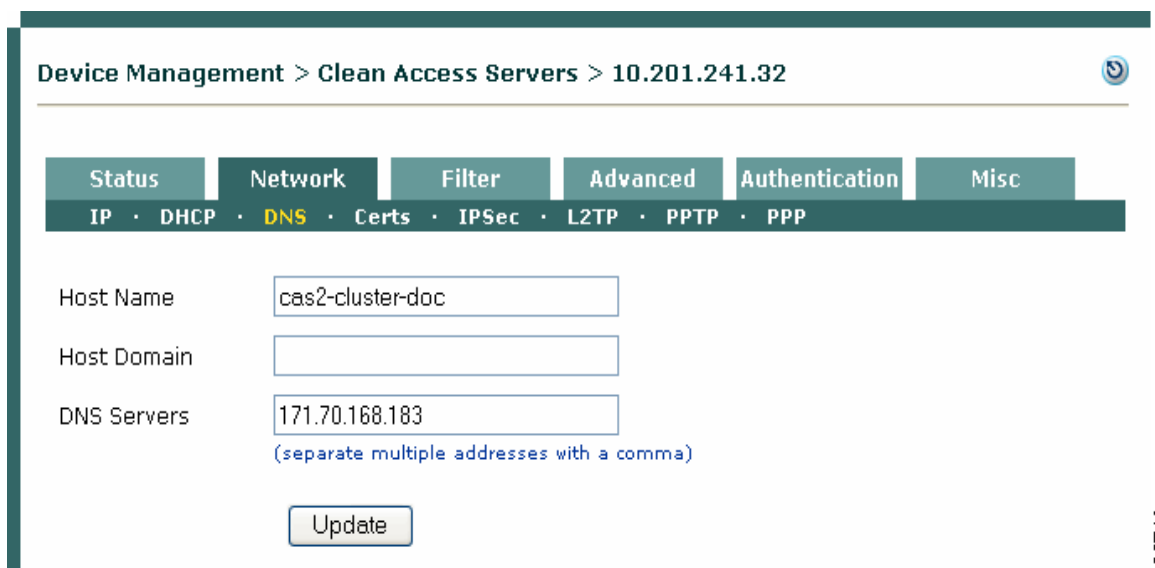 Device Management > Clean Access Servers > 10.201.241.32
Status Network Filter Advanced Authentication Misc
IP · DHCP · DNS · Certs · IPSec · L2TP · PPTP · PPP
Host Name cas2-cluster-doc
Host Domain
DNS Servers 171.70.168.183
(separate multiple addresses with a comma)
Update